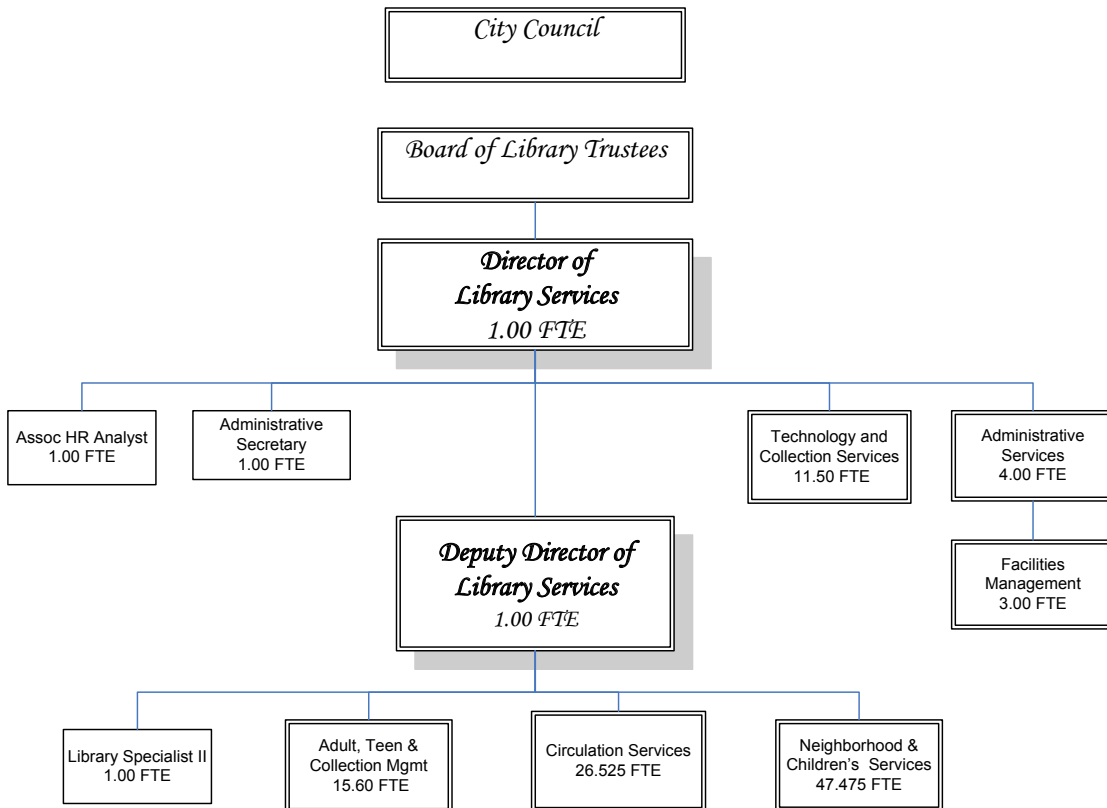 City Council
Board of Library Trustees
Director of
Library Services
1.00 FTE
Assoc HR Analyst
1.00 FTE
Administrative
Secretary
1.00 FTE
Technology and
Collection Services
11.50 FTE
Administrative
Services
4.00 FTE
Deputy Director of
Library Services
1.00 FTE
Facilities
Management
3.00 FTE
Library Specialist II
1.00 FTE
Adult, Teen &
Collection Mgmt
15.60 FTE
Circulation Services
26.525 FTE
Neighborhood &
Children's Services
47.475 FTE